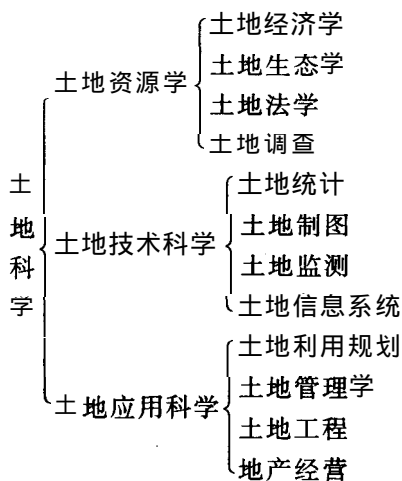 土地科学
土地资源学
土地经济学
土地生态学
土地法学
土地调查
土地技术科学
土地统计
土地制图
土地监测
土地信息系统
土地应用科学
土地利用规划
土地管理学
土地工程
地产经营